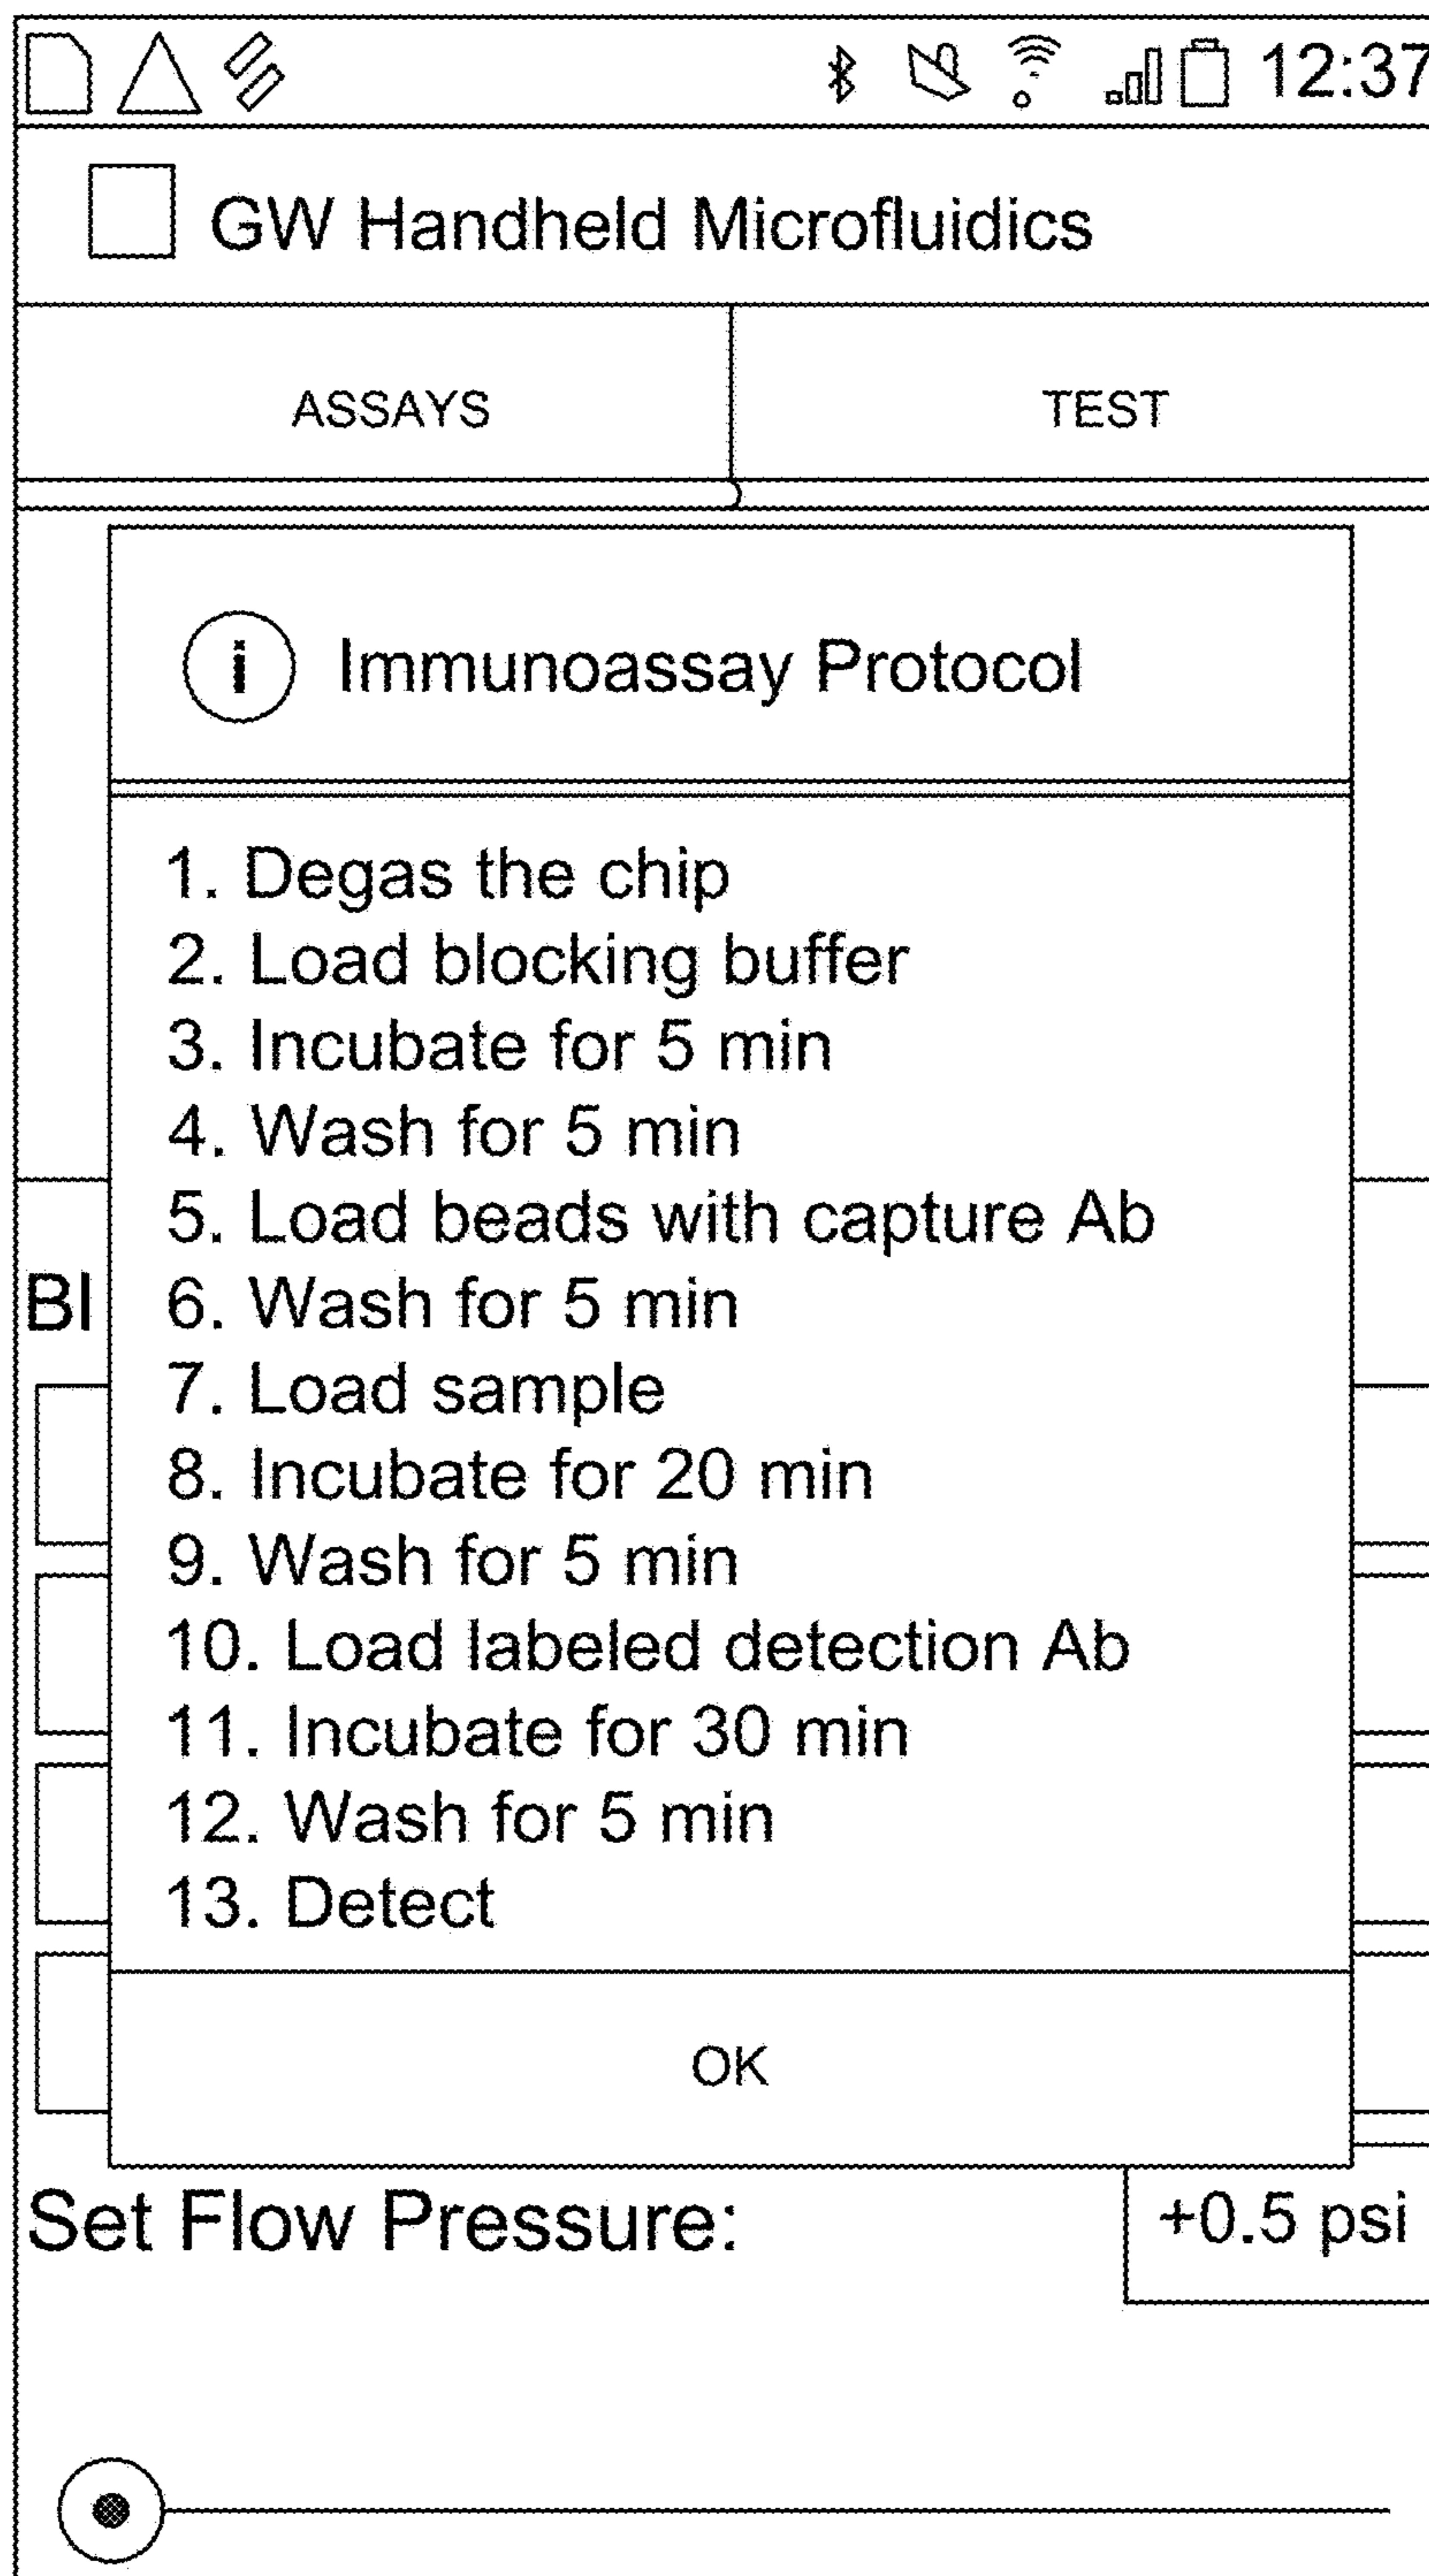 12:37
GW Handheld Microfluidics
ASSAYS TEST
i Immunoassay Protocol
1. Degas the chip
2. Load blocking buffer
3. Incubate for 5 min
4. Wash for 5 min
5. Load beads with capture Ab
Bl
6. Wash for 5 min
7. Load sample
8. Incubate for 20 min
9. Wash for 5 min
10. Load labeled detection Ab
11. Incubate for 30 min
12. Wash for 5 min
13. Detect
OK
Set Flow Pressure: +0.5 psi